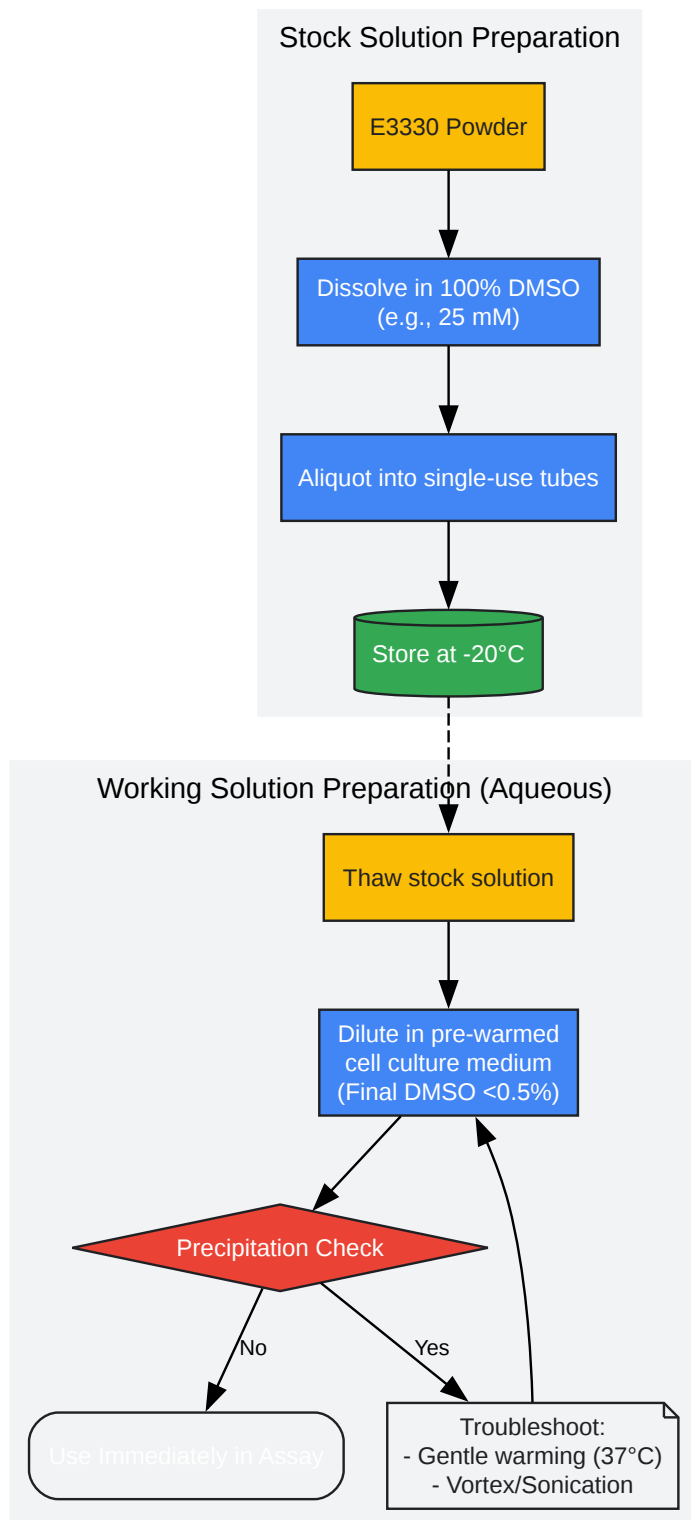 Stock Solution Preparation
E3330 Powder
Dissolve in 100% DMSO
(e.g., 25 mM)
Aliquot into single-use tubes
Store at -20°C
Working Solution Preparation (Aqueous)
Thaw stock solution
Dilute in pre-warmed
cell culture medium
(Final DMSO <0.5%)
Precipitation Check
No
Yes
Use Immediately in Assay
Troubleshoot:
- Gentle warming (37°C)
- Vortex/Sonication